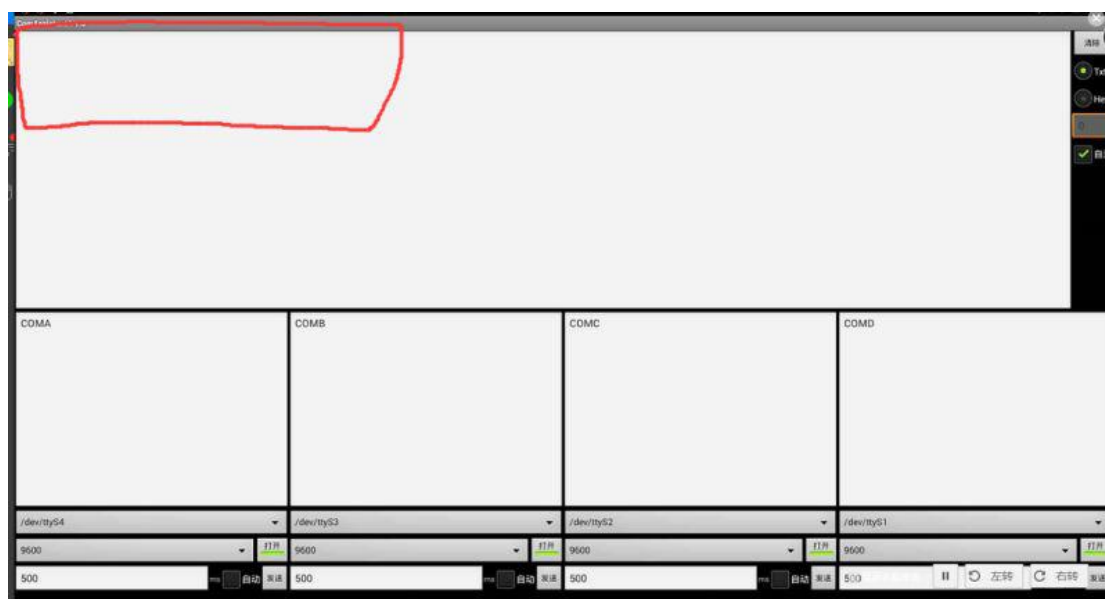 清除
Txt
0
COMA COMB COMC COMD
/dev/ttyS4 /dev/ttyS3 /dev/ttyS2 /dev/ttyS1
9600 打开 9600 打开 9600 打开 9600 打开
500 ms 自动 发送 500 ms 自动 发送 500 ms 自动 发送 500 左转 右转